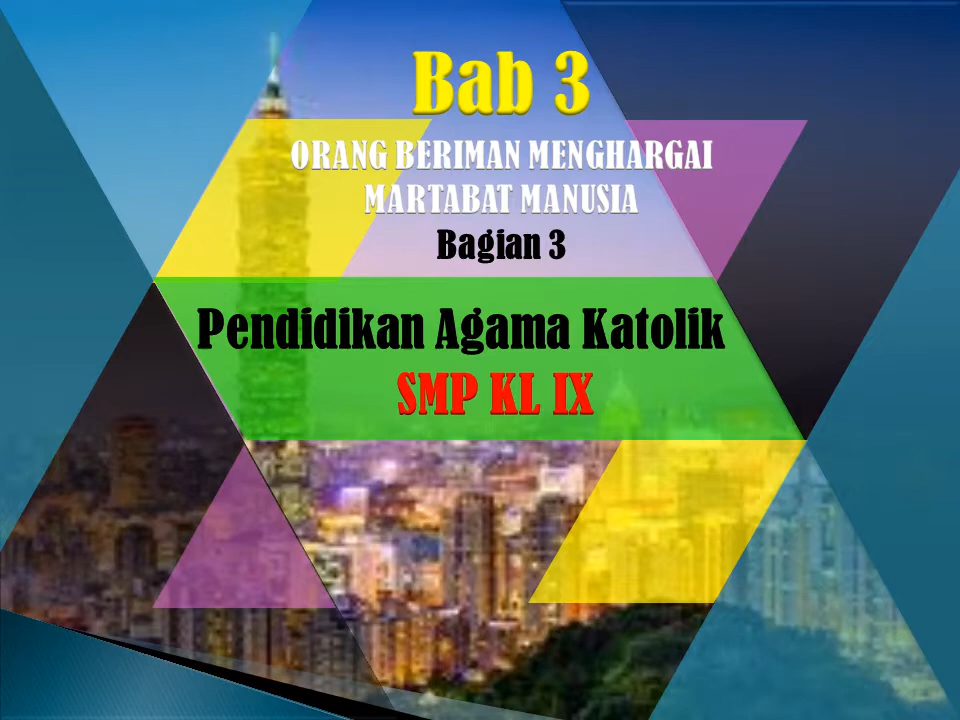 Bab 3
ORANG BERIMAN MENGHARGAI
MARTABAT MANUSIA
Bagian 3
Pendidikan Agama Katolik
SMP KL IX